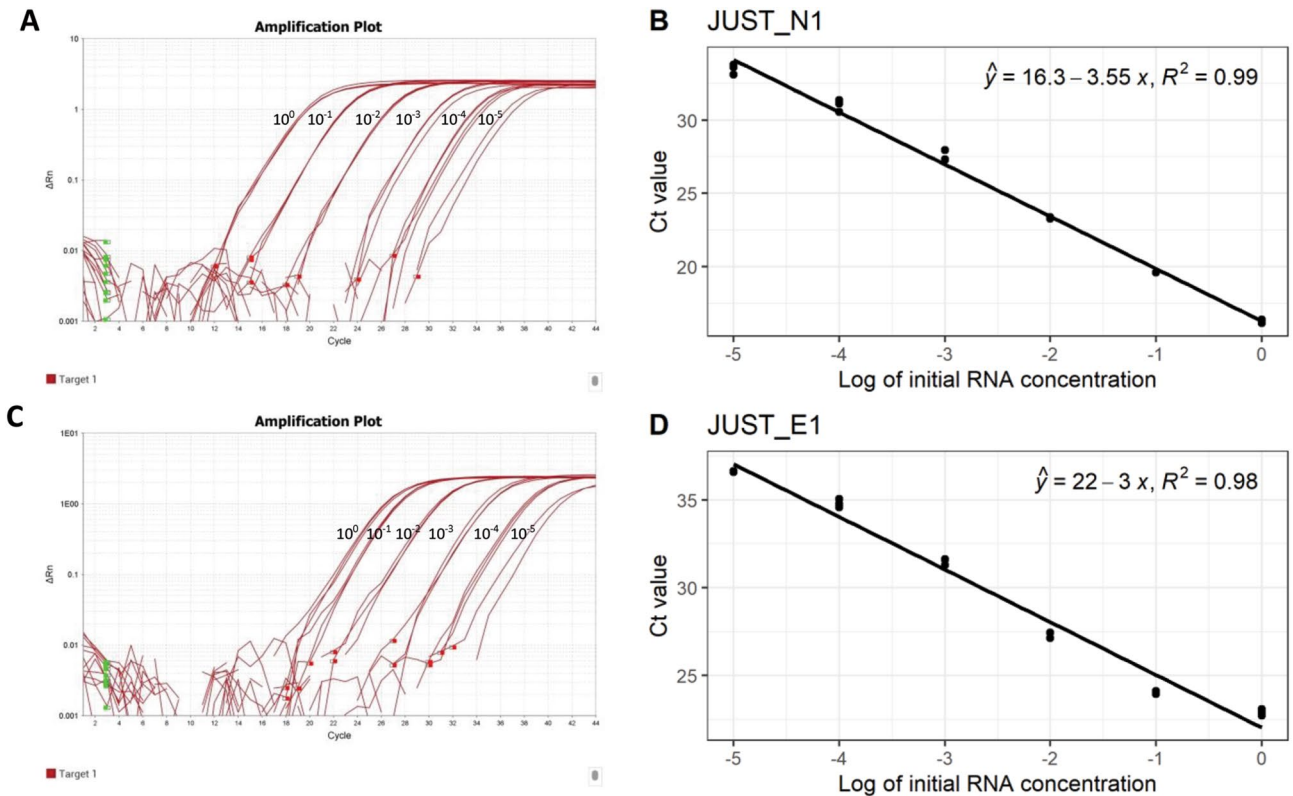 A
Amplification Plot
10
1
0.1
0.01
0.001
ΔRn
10⁰ 10⁻¹ 10⁻² 10⁻³ 10⁻⁴ 10⁻⁵
2 4 6 8 10 12 14 16 18 20 22 24 26 28 30 32 34 36 38 40 42 44
Cycle
Target 1
B JUST_N1
ŷ = 16.3 – 3.55 x, R² = 0.99
30
25
20
Ct value
-5 -4 -3 -2 -1 0
Log of initial RNA concentration
C
Amplification Plot
1E01
1E00
0.1
0.01
0.001
ΔRn
10⁰ 10⁻¹ 10⁻² 10⁻³ 10⁻⁴ 10⁻⁵
2 4 6 8 10 12 14 16 18 20 22 24 26 28 30 32 34 36 38 40 42 44
Cycle
Target 1
D JUST_E1
ŷ = 22 – 3 x, R² = 0.98
35
30
25
Ct value
-5 -4 -3 -2 -1 0
Log of initial RNA concentration